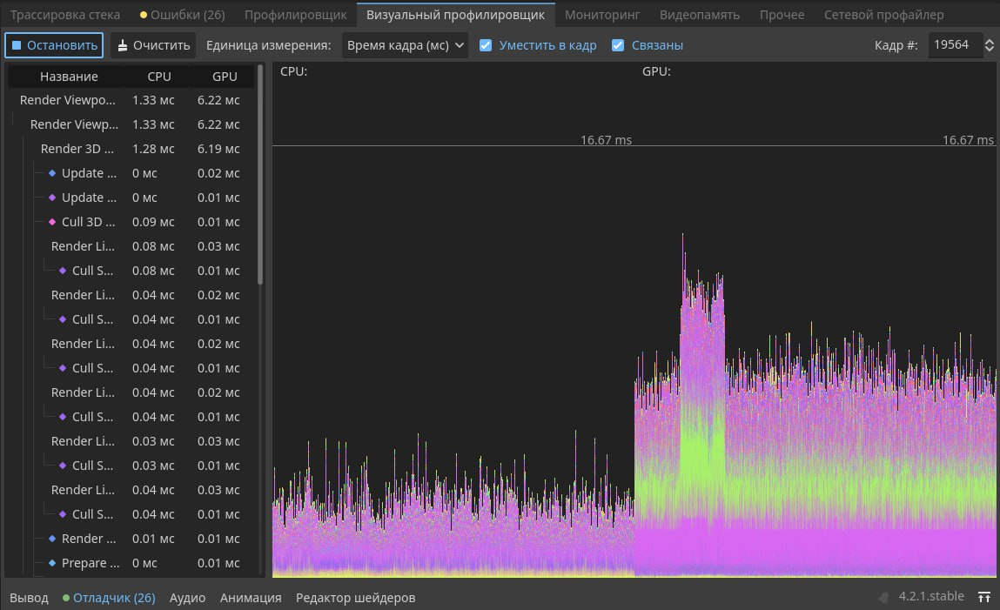 Трассировка стека Ошибки (26) Профилировщик Визуальный профилировщик Мониторинг Видеопамять Прочее Сетевой профайлер
Остановить Очистить Единица измерения: Время кадра (мс) Уместить в кадр Связаны Кадр #: 19564
Название CPU GPU
CPU: GPU:
Render Viewpo... 1.33 мс 6.22 мс
Render Viewp... 1.33 мс 6.22 мс
16.67 ms 16.67 ms
Render 3D ... 1.28 мс 6.19 мс
Update ... 0 мс 0.02 мс
Update ... 0 мс 0.01 мс
Cull 3D ... 0.09 мс 0.01 мс
Render Li... 0.08 мс 0.03 мс
Cull S... 0.08 мс 0.01 мс
Render Li... 0.04 мс 0.02 мс
Cull S... 0.04 мс 0.01 мс
Render Li... 0.04 мс 0.02 мс
Cull S... 0.04 мс 0.01 мс
Render Li... 0.04 мс 0.02 мс
Cull S... 0.04 мс 0.01 мс
Render Li... 0.03 мс 0.03 мс
Cull S... 0.03 мс 0.01 мс
Render Li... 0.04 мс 0.03 мс
Cull S... 0.04 мс 0.01 мс
Render ... 0.01 мс 0.01 мс
Prepare ... 0 мс 0.01 мс
Вывод Отладчик (26) Аудио Анимация Редактор шейдеров 4.2.1.stable